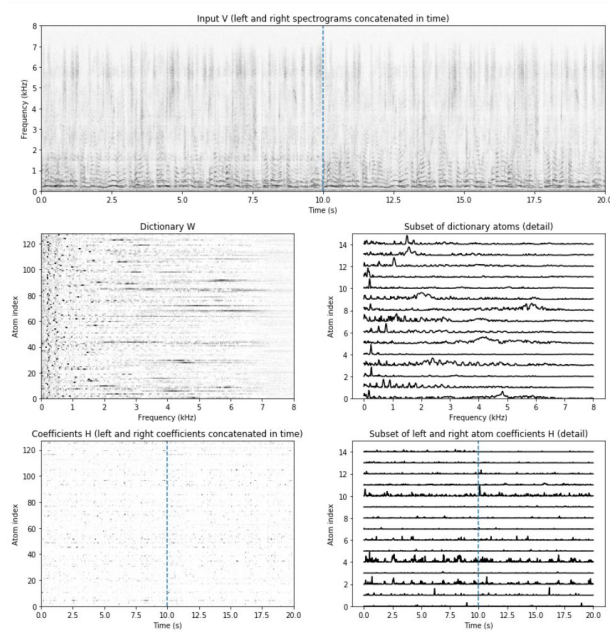 Input V (left and right spectrograms concatenated in time)
8
7
6
5
4
3
2
1
0
Frequency (kHz)
0.0 2.5 5.0 7.5 10.0 12.5 15.0 17.5 20.0
Time (s)
Dictionary W
120
100
80
60
40
20
0
Atom index
0 1 2 3 4 5 6 7 8
Frequency (kHz)
Subset of dictionary atoms (detail)
14
12
10
8
6
4
2
0
Atom index
0 1 2 3 4 5 6 7 8
Frequency (kHz)
Coefficients H (left and right coefficients concatenated in time)
120
100
80
60
40
20
0
Atom index
0.0 2.5 5.0 7.5 10.0 12.5 15.0 17.5 20.0
Time (s)
Subset of left and right atom coefficients H (detail)
14
12
10
8
6
4
2
0
Atom index
0.0 2.5 5.0 7.5 10.0 12.5 15.0 17.5 20.0
Time (s)